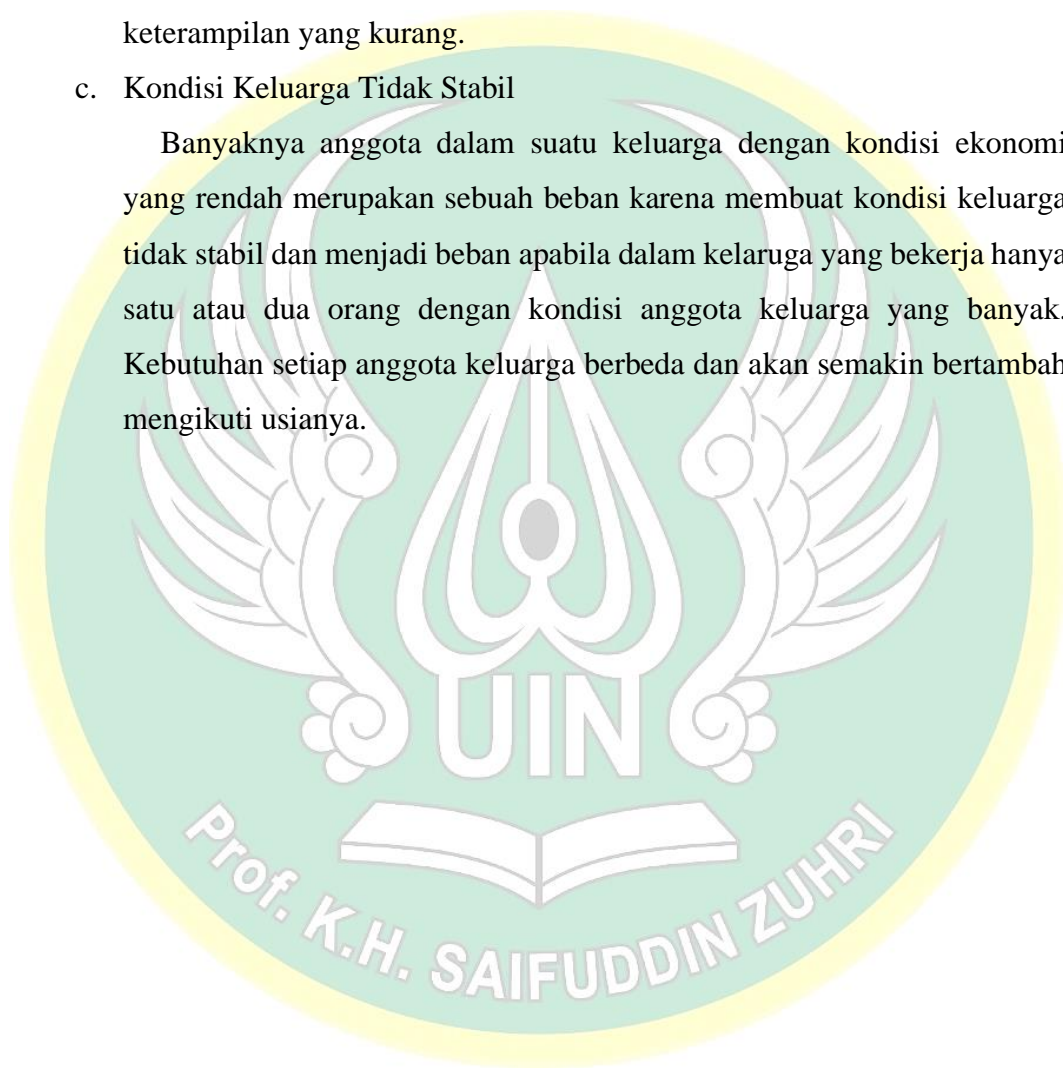 keterampilan yang kurang.
c. Kondisi Keluarga Tidak Stabil
Banyaknya anggota dalam suatu keluarga dengan kondisi ekonomi
yang rendah merupakan sebuah beban karena membuat kondisi keluarga
tidak stabil dan menjadi beban apabila dalam kelaruga yang bekerja hanya
satu atau dua orang dengan kondisi anggota keluarga yang banyak.
Kebutuhan setiap anggota keluarga berbeda dan akan semakin bertambah
mengikuti usianya.
UIN
Prof. K.H. SAIFUDDIN ZUHRI